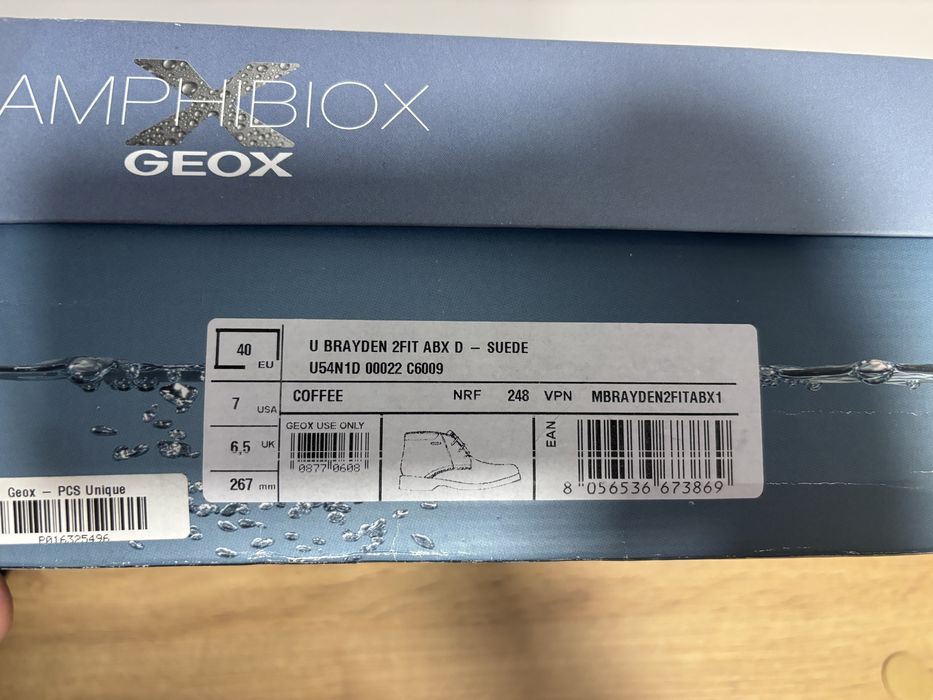 AMPHIBIOX
GEOX
40 EU
U BRAYDEN 2FIT ABX D – SUEDE
U54N1D 00022 C6009
7 USA
COFFEE NRF 248 VPN MBRAYDEN2FITABX1
6,5 UK
GEOX USE ONLY
0877 0608
EAN
8 056536 673869
267 mm
Geox – PCS Unique
P016325496